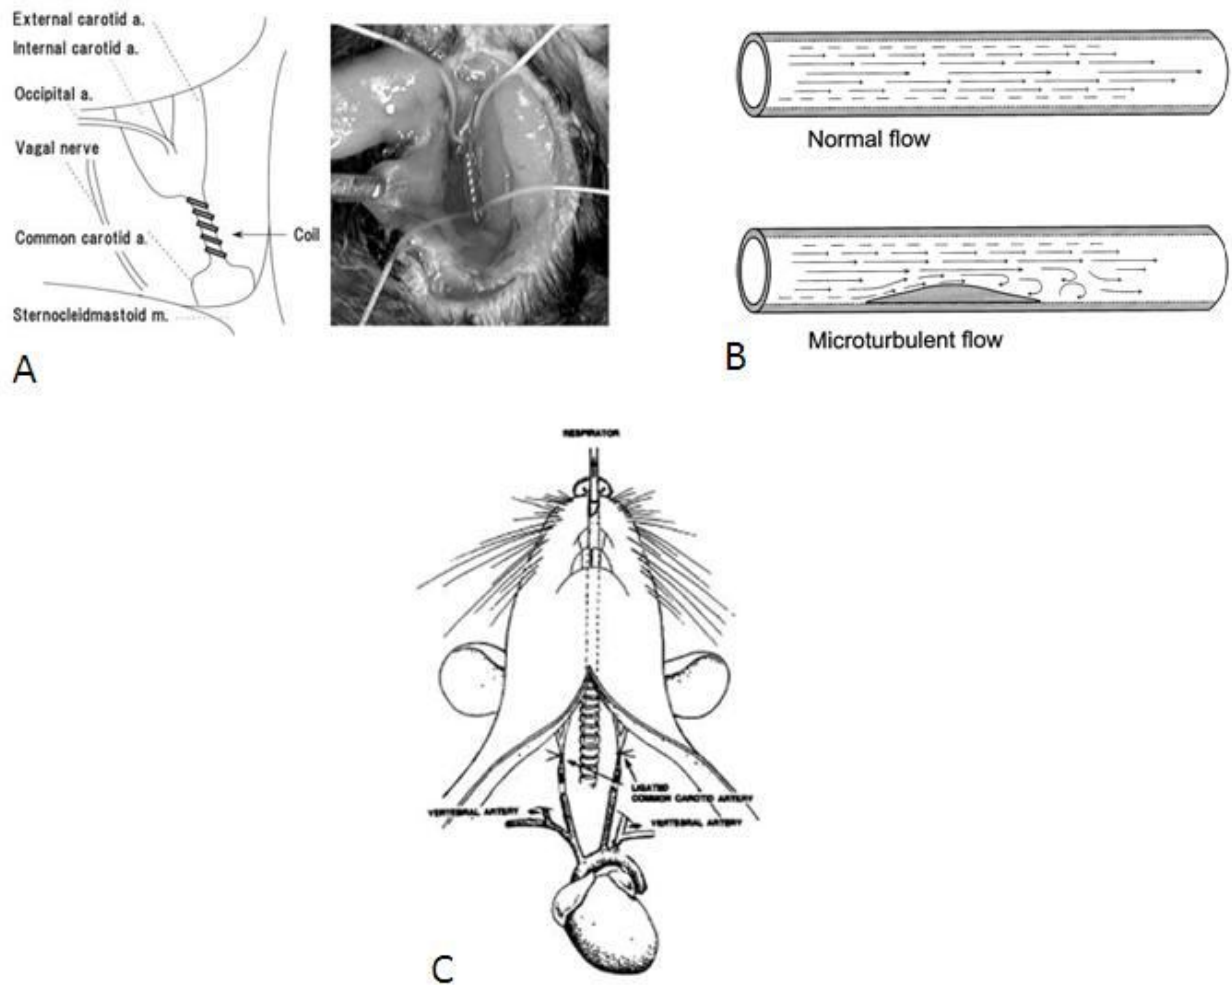 External carotid a.
Internal carotid a.
Occipital a.
Vagal nerve
Common carotid a.
Coil
Sternocleidmastoid m.
A
Normal flow
Microturbulent flow
B
RESPIRATOR
LIGATED
COMMON CAROTID ARTERY
VERTEBRAL ARTERY
VERTEBRAL ARTERY
C